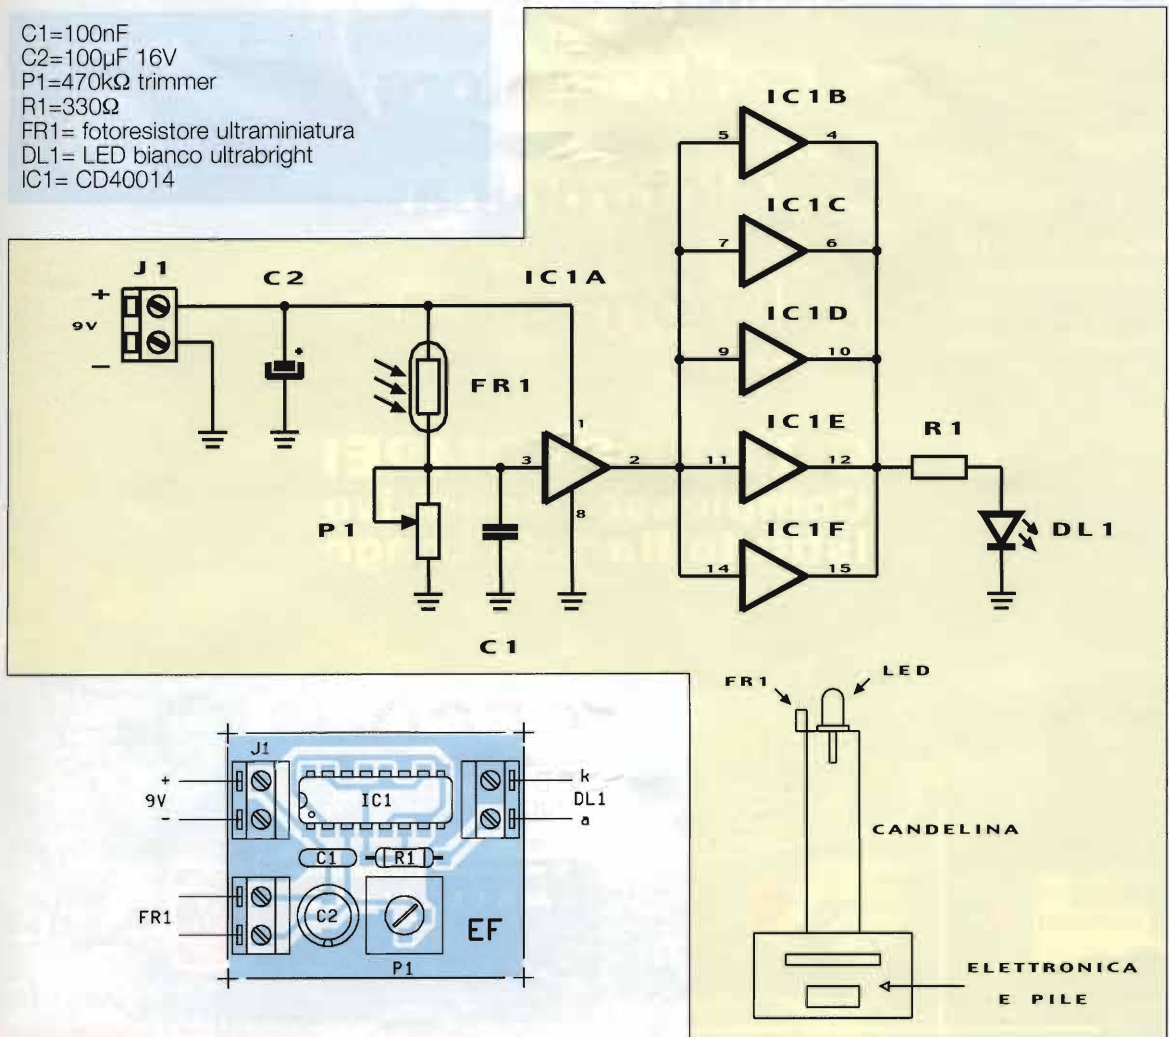 C1=100nF
C2=100µF 16V
P1=470kΩ trimmer
R1=330Ω
FR1= fotoresistore ultraminiatura
DL1= LED bianco ultrabright
IC1= CD40014
IC1B
5 4
IC1C
7 6
IC1D
9 10
IC1E
11 12
IC1F
14 15
J1
+
9V
−
C2
+
FR1
IC1A
1
3 2
8
P1
C1
R1
DL1
J1
+
9V
-
IC1
k
DL1
a
C1
R1
FR1
C2
P1
EF
FR1
LED
CANDELINA
ELETTRONICA
E PILE